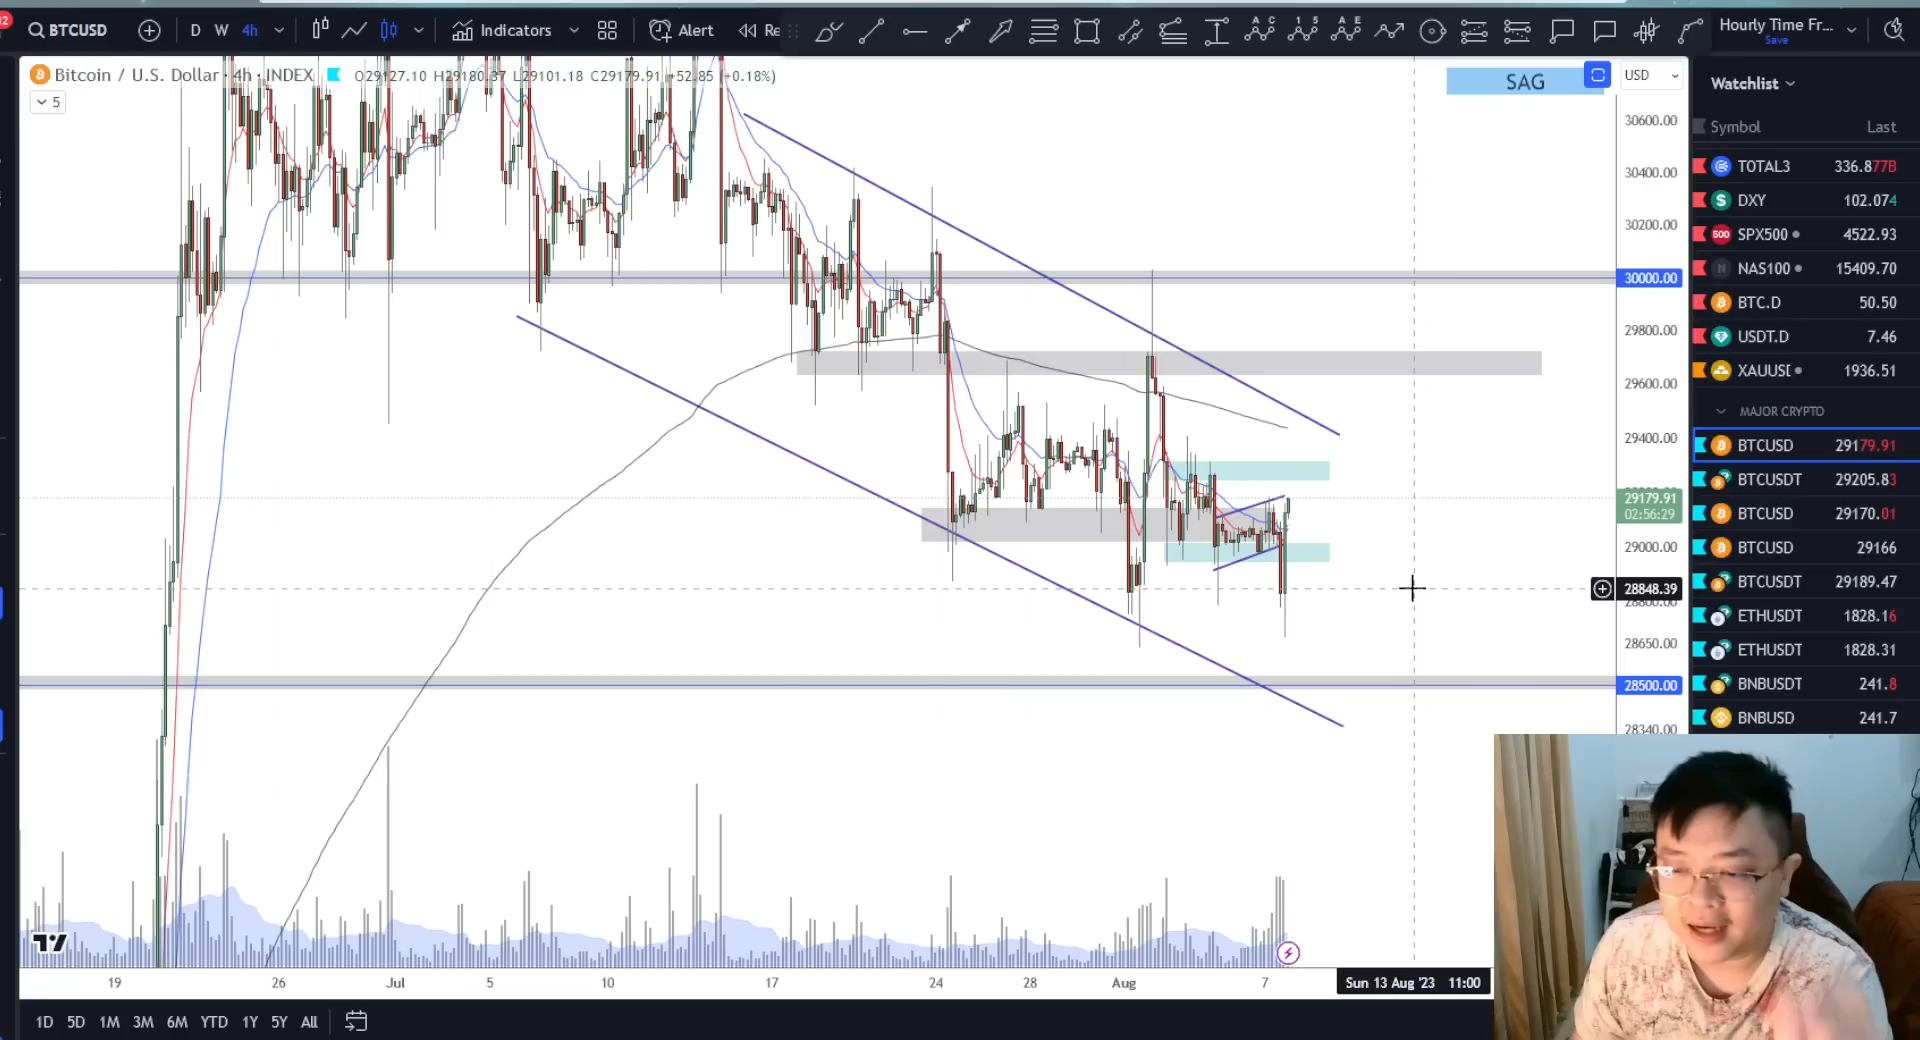 12
BTCUSD D W 4h Indicators Alert Re Hourly Time Fr...
Save
Bitcoin / U.S. Dollar · 4h · INDEX O29127.10 H29180.37 L29101.18 C29179.91 +52.85 (+0.18%)
5
SAG
USD
30600.00
30400.00
30200.00
30000.00
29800.00
29600.00
29400.00
29179.91
02:56:29
29000.00
28848.39
28800.00
28650.00
28500.00
28340.00
19 26 Jul 5 10 17 24 28 Aug 7 Sun 13 Aug '23 11:00
1D 5D 1M 3M 6M YTD 1Y 5Y All
Watchlist
Symbol Last
TOTAL3 336.877B
DXY 102.074
SPX500 4522.93
NAS100 15409.70
BTC.D 50.50
USDT.D 7.46
XAUUSD 1936.51
MAJOR CRYPTO
BTCUSD 29179.91
BTCUSDT 29205.83
BTCUSD 29170.01
BTCUSD 29166
BTCUSDT 29189.47
ETHUSDT 1828.16
ETHUSDT 1828.31
BNBUSDT 241.8
BNBUSD 241.7